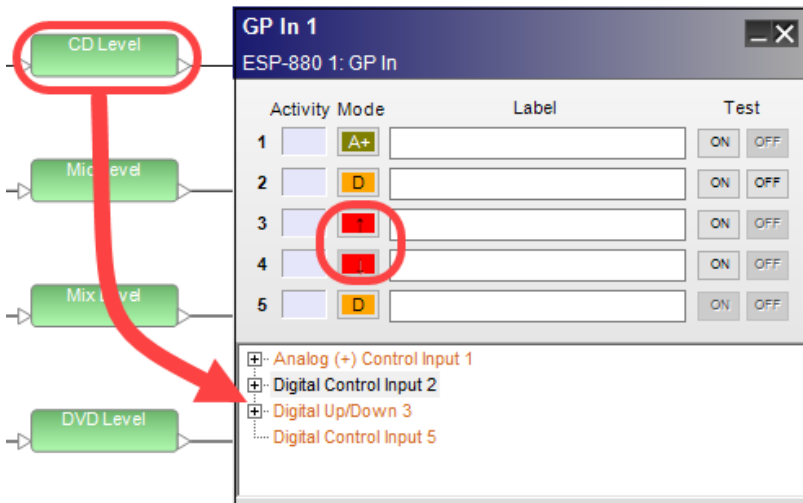 CD Level
Mic Level
Mix Level
DVD Level
GP In 1
ESP-880 1: GP In
Activity Mode Label Test
1 A+ ON OFF
2 D ON OFF
3 ↑ ON OFF
4 ↓ ON OFF
5 D ON OFF
Analog (+) Control Input 1
Digital Control Input 2
Digital Up/Down 3
Digital Control Input 5